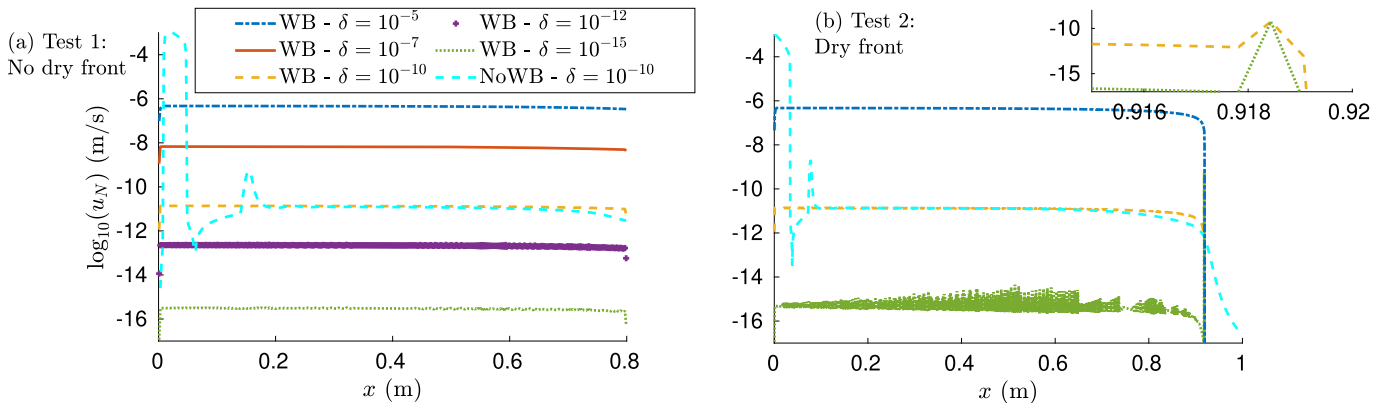 (a) Test 1:
No dry front
WB - δ = 10⁻⁵
WB - δ = 10⁻⁷
WB - δ = 10⁻¹⁰
WB - δ = 10⁻¹²
WB - δ = 10⁻¹⁵
NoWB - δ = 10⁻¹⁰
log₁₀(u_N) (m/s)
-4
-6
-8
-10
-12
-14
-16
0
0.2
0.4
0.6
0.8
x (m)
(b) Test 2:
Dry front
-10
-15
0.916
0.918
0.92
-4
-6
-8
-10
-12
-14
-16
0
0.2
0.4
0.6
0.8
1
x (m)